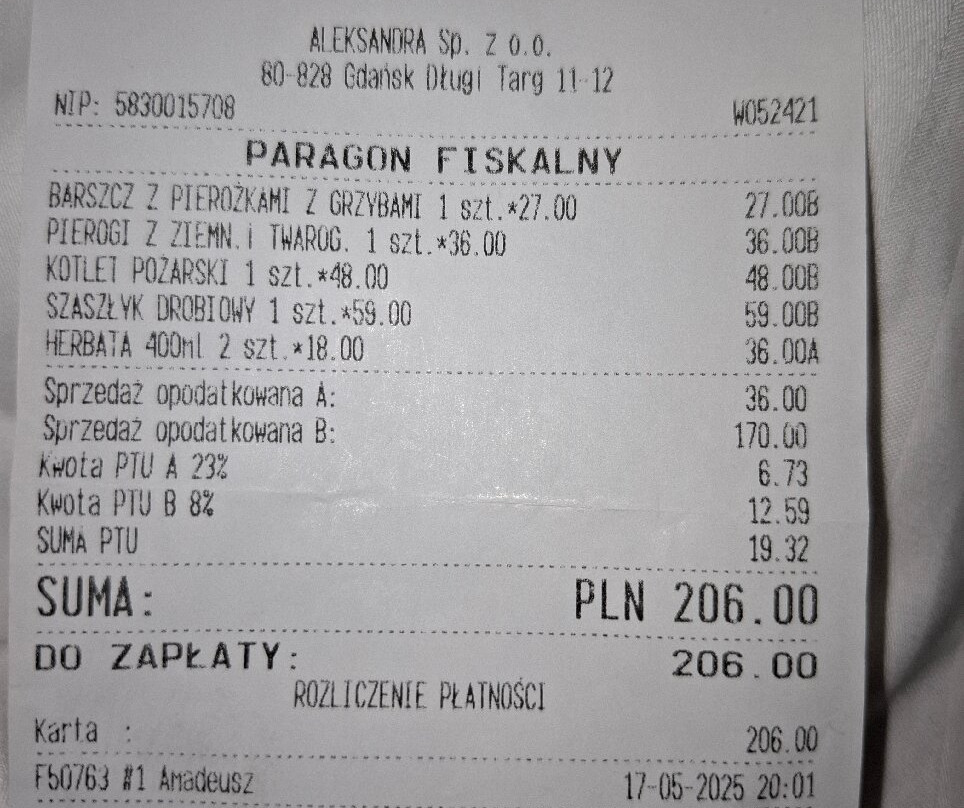 ALEKSANDRA Sp. Z o.o.
80-828 Gdańsk Długi Targ 11-12
NIP: 5830015708 W052421
PARAGON FISKALNY
BARSZCZ Z PIEROŻKAMI Z GRZYBAMI 1 szt.*27.00 27.00B
PIEROGI Z ZIEMN.i TWAROG. 1 szt.*36.00 36.00B
KOTLET POŻARSKI 1 szt.*48.00 48.00B
SZASZŁYK DROBIOWY 1 szt.*59.00 59.00B
HERBATA 400ml 2 szt.*18.00 36.00A
Sprzedaż opodatkowana A: 36.00
Sprzedaż opodatkowana B: 170.00
Kwota PTU A 23% 6.73
Kwota PTU B 8% 12.59
SUMA PTU 19.32
SUMA: PLN 206.00
DO ZAPŁATY: 206.00
ROZLICZENIE PŁATNOŚCI
Karta : 206.00
F50763 #1 Amadeusz 17-05-2025 20:01